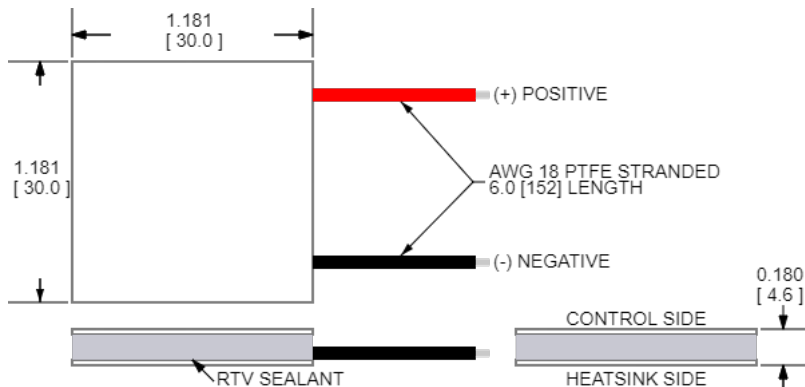 1.181
[ 30.0 ]
(+) POSITIVE
1.181
[ 30.0 ]
AWG 18 PTFE STRANDED
6.0 [152] LENGTH
(-) NEGATIVE
0.180
[ 4.6 ]
CONTROL SIDE
RTV SEALANT
HEATSINK SIDE